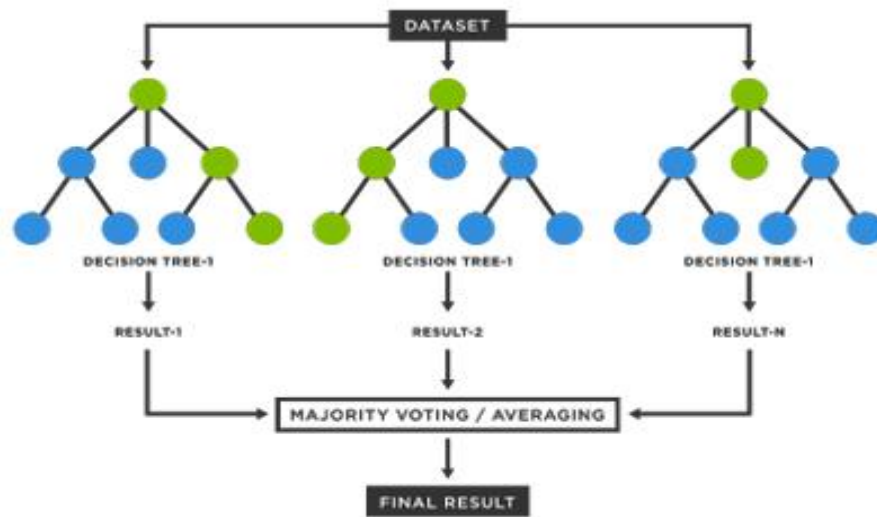 DATASET
DECISION TREE-1
DECISION TREE-1
DECISION TREE-1
RESULT-1
RESULT-2
RESULT-N
MAJORITY VOTING / AVERAGING
FINAL RESULT